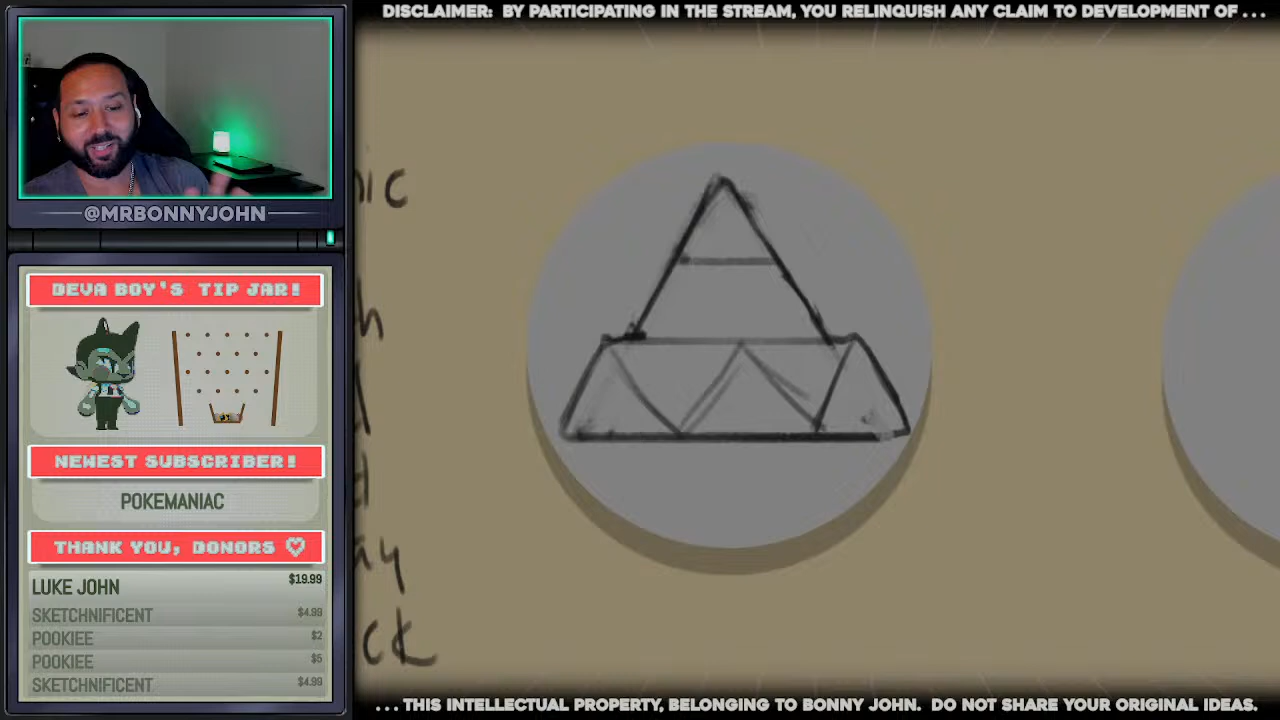 DISCLAIMER: BY PARTICIPATING IN THE STREAM, YOU RELINQUISH ANY CLAIM TO DEVELOPMENT OF . . .
@MRBONNYJOHN
DEVA BOY'S TIP JAR!
NEWEST SUBSCRIBER!
POKEMANIAC
THANK YOU, DONORS
LUKE JOHN $19.99
SKETCHNIFICENT $4.99
POOKIEE $2
POOKIEE $5
SKETCHNIFICENT $4.99
. . . THIS INTELLECTUAL PROPERTY, BELONGING TO BONNY JOHN. DO NOT SHARE YOUR ORIGINAL IDEAS.